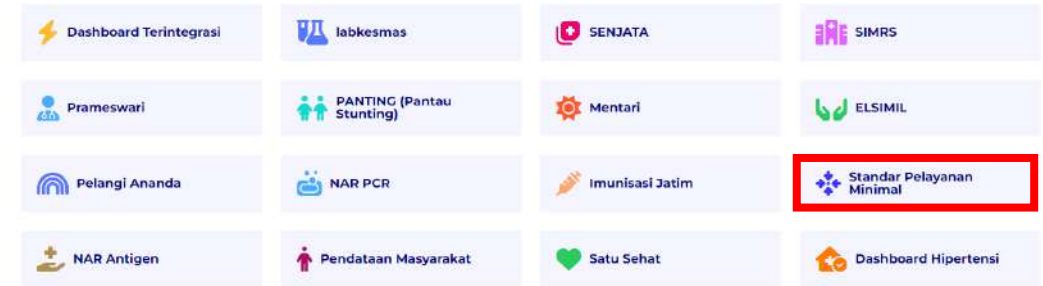 Dashboard Terintegrasi
labkesmas
SENJATA
SIMRS
Prameswari
PANTING (Pantau
Stunting)
Mentari
ELSIMIL
Pelangi Ananda
NAR PCR
Imunisasi Jatim
Standar Pelayanan
Minimal
NAR Antigen
Pendataan Masyarakat
Satu Sehat
Dashboard Hipertensi